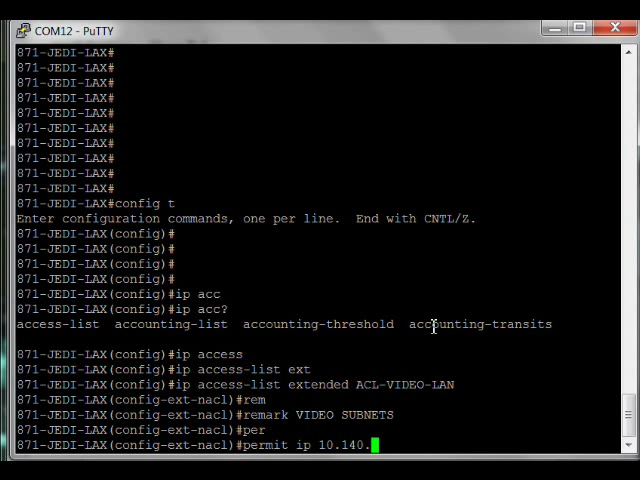 COM12 - PuTTY
871-JEDI-LAX#
871-JEDI-LAX#
871-JEDI-LAX#
871-JEDI-LAX#
871-JEDI-LAX#
871-JEDI-LAX#
871-JEDI-LAX#
871-JEDI-LAX#
871-JEDI-LAX#
871-JEDI-LAX#
871-JEDI-LAX#config t
Enter configuration commands, one per line.  End with CNTL/Z.
871-JEDI-LAX(config)#
871-JEDI-LAX(config)#
871-JEDI-LAX(config)#
871-JEDI-LAX(config)#
871-JEDI-LAX(config)#ip acc
871-JEDI-LAX(config)#ip acc?
access-list  accounting-list  accounting-threshold  accounting-transits
871-JEDI-LAX(config)#ip access
871-JEDI-LAX(config)#ip access-list ext
871-JEDI-LAX(config)#ip access-list extended ACL-VIDEO-LAN
871-JEDI-LAX(config-ext-nacl)#rem
871-JEDI-LAX(config-ext-nacl)#remark VIDEO SUBNETS
871-JEDI-LAX(config-ext-nacl)#per
871-JEDI-LAX(config-ext-nacl)#permit ip 10.140.